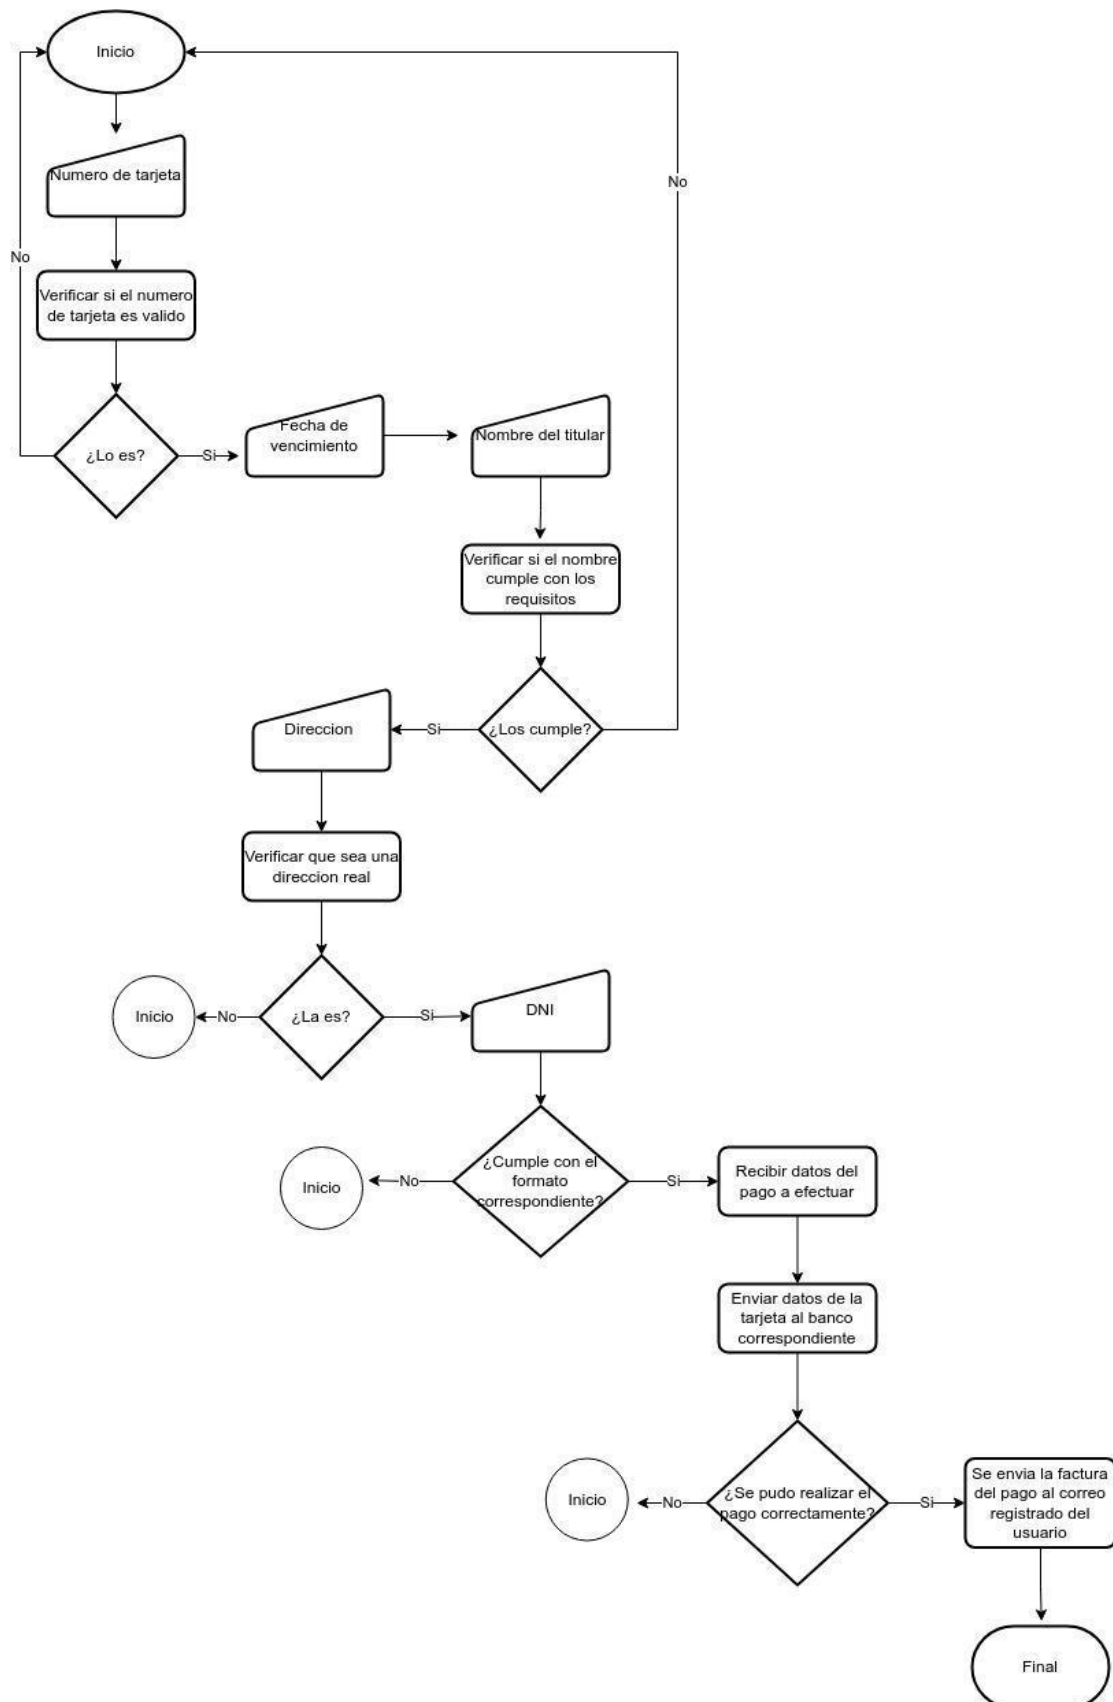 Inicio
Numero de tarjeta
No
No
Verificar si el numero
de tarjeta es valido
¿Lo es?
Si
Fecha de
vencimiento
Nombre del titular
Verificar si el nombre
cumple con los
requisitos
¿Los cumple?
Si
Direccion
Verificar que sea una
direccion real
¿La es?
No
Inicio
Si
DNI
¿Cumple con el
formato
correspondiente?
No
Inicio
Si
Recibir datos del
pago a efectuar
Enviar datos de la
tarjeta al banco
correspondiente
¿Se pudo realizar el
pago correctamente?
No
Inicio
Si
Se envia la factura
del pago al correo
registrado del
usuario
Final